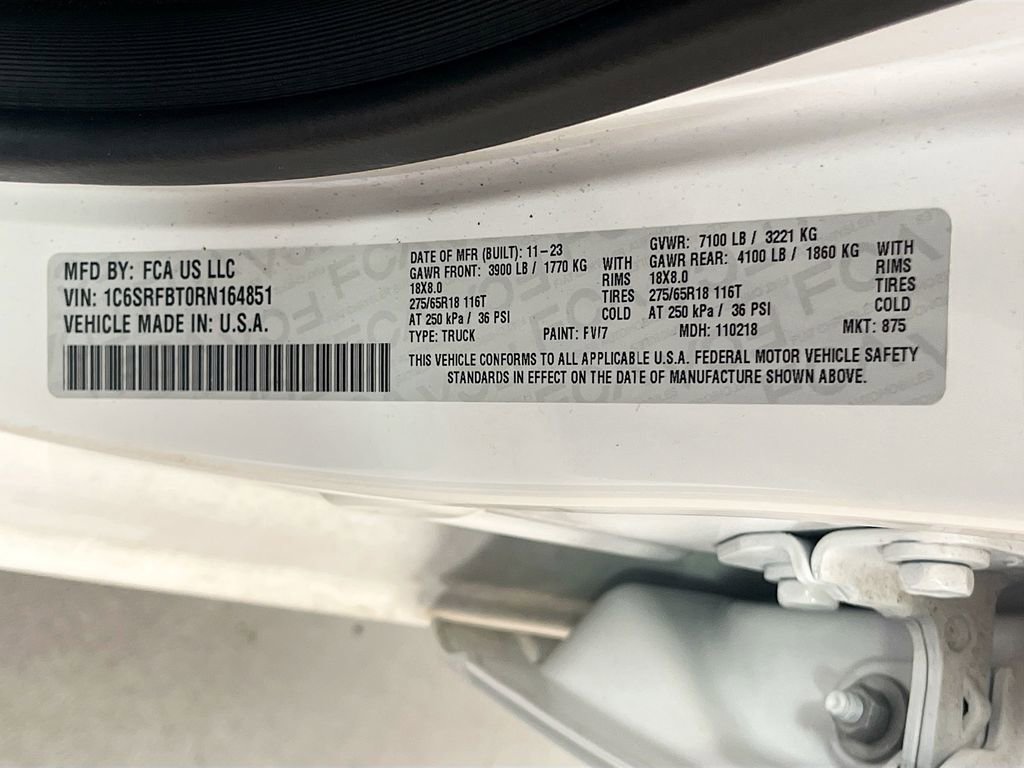 MFD BY: FCA US LLC
VIN: 1C6SRFBT0RN164851
VEHICLE MADE IN: U.S.A.
DATE OF MFR (BUILT): 11-23
GAWR FRONT: 3900 LB / 1770 KG WITH
18X8.0 RIMS
275/65R18 116T TIRES
AT 250 kPa / 36 PSI COLD
GVWR: 7100 LB / 3221 KG
GAWR REAR: 4100 LB / 1860 KG WITH
18X8.0 RIMS
275/65R18 116T TIRES
AT 250 kPa / 36 PSI COLD
TYPE: TRUCK PAINT: PW7 MDH: 110218 MKT: 875
THIS VEHICLE CONFORMS TO ALL APPLICABLE U.S.A. FEDERAL MOTOR VEHICLE SAFETY
STANDARDS IN EFFECT ON THE DATE OF MANUFACTURE SHOWN ABOVE.